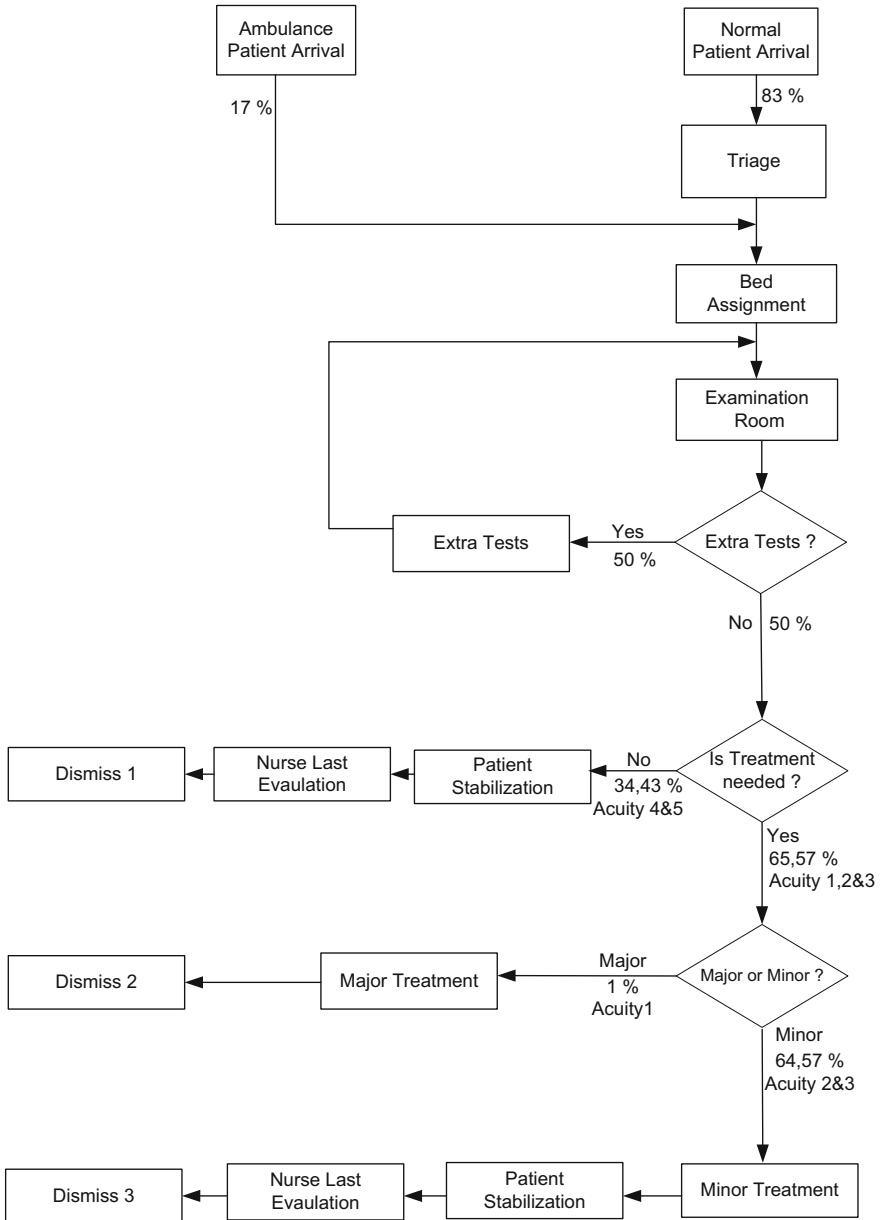 Ambulance
Patient Arrival
Normal
Patient Arrival
17 %
83 %
Triage
Bed
Assignment
Examination
Room
Extra Tests
Yes
50 %
Extra Tests ?
No
50 %
Dismiss 1
Nurse Last
Evaulation
Patient
Stabilization
No
34,43 %
Acuity 4&5
Is Treatment
needed ?
Yes
65,57 %
Acuity 1,2&3
Dismiss 2
Major Treatment
Major
1 %
Acuity1
Major or Minor ?
Minor
64,57 %
Acuity 2&3
Dismiss 3
Nurse Last
Evaulation
Patient
Stabilization
Minor Treatment